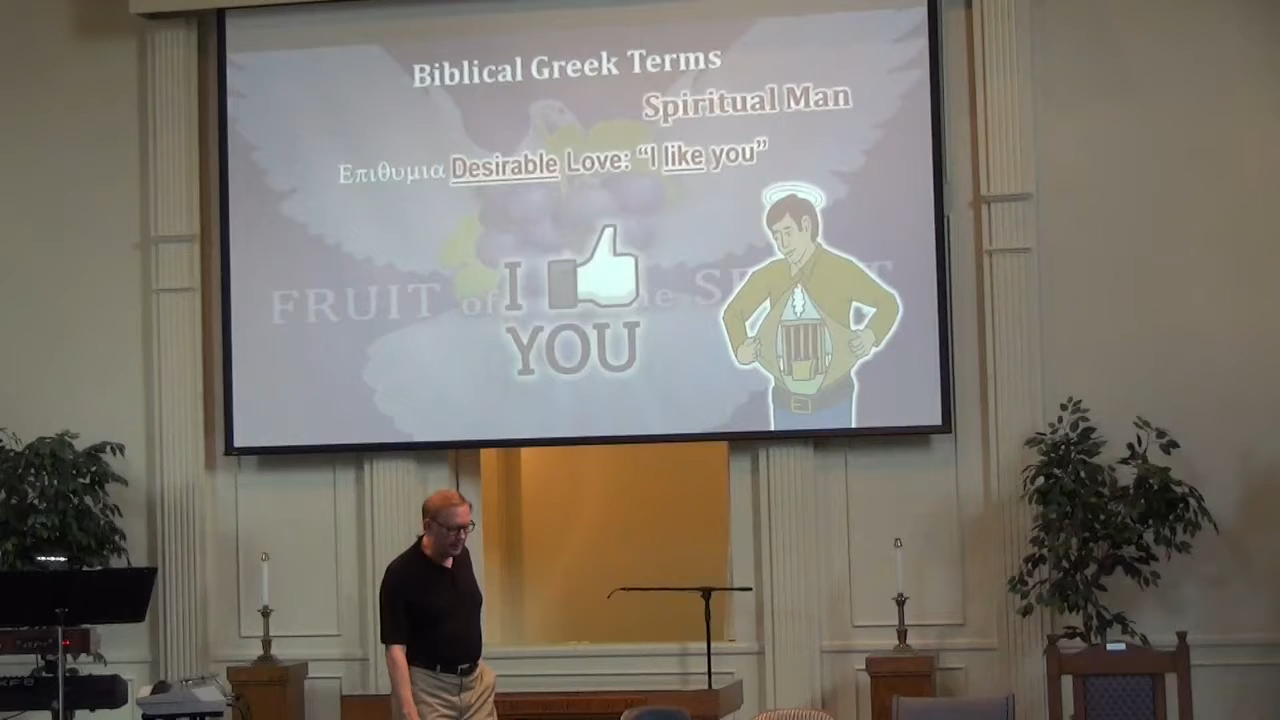 Biblical Greek Terms
Spiritual Man
Επιθυμια Desirable Love: "I like you"
I
YOU
FRUIT of